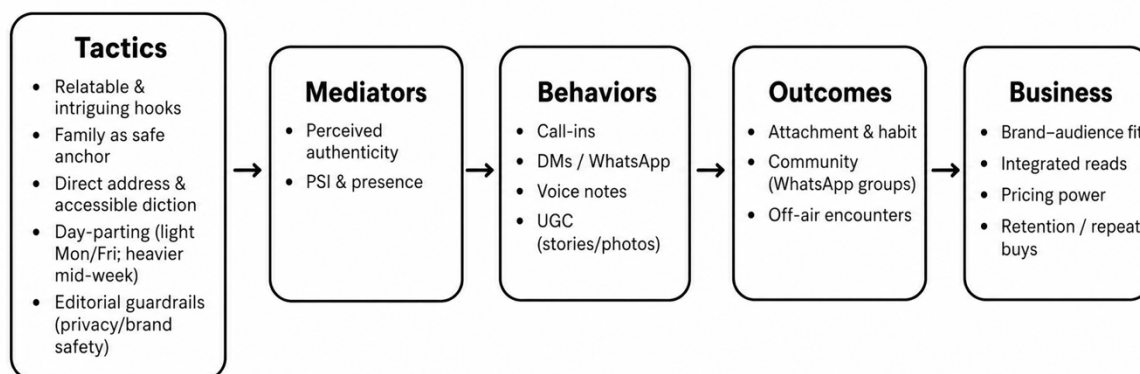 Tactics
• Relatable &
intriguing hooks
• Family as safe
anchor
• Direct address &
accessible diction
• Day-parting (light
Mon/Fri; heavier
mid-week)
• Editorial guardrails
(privacy/brand
safety)
Mediators
• Perceived
authenticity
• PSI & presence
Behaviors
• Call-ins
• DMs / WhatsApp
• Voice notes
• UGC
(stories/photos)
Outcomes
• Attachment & habit
• Community
(WhatsApp groups)
• Off-air encounters
Business
• Brand–audience fit
• Integrated reads
• Pricing power
• Retention / repeat
buys